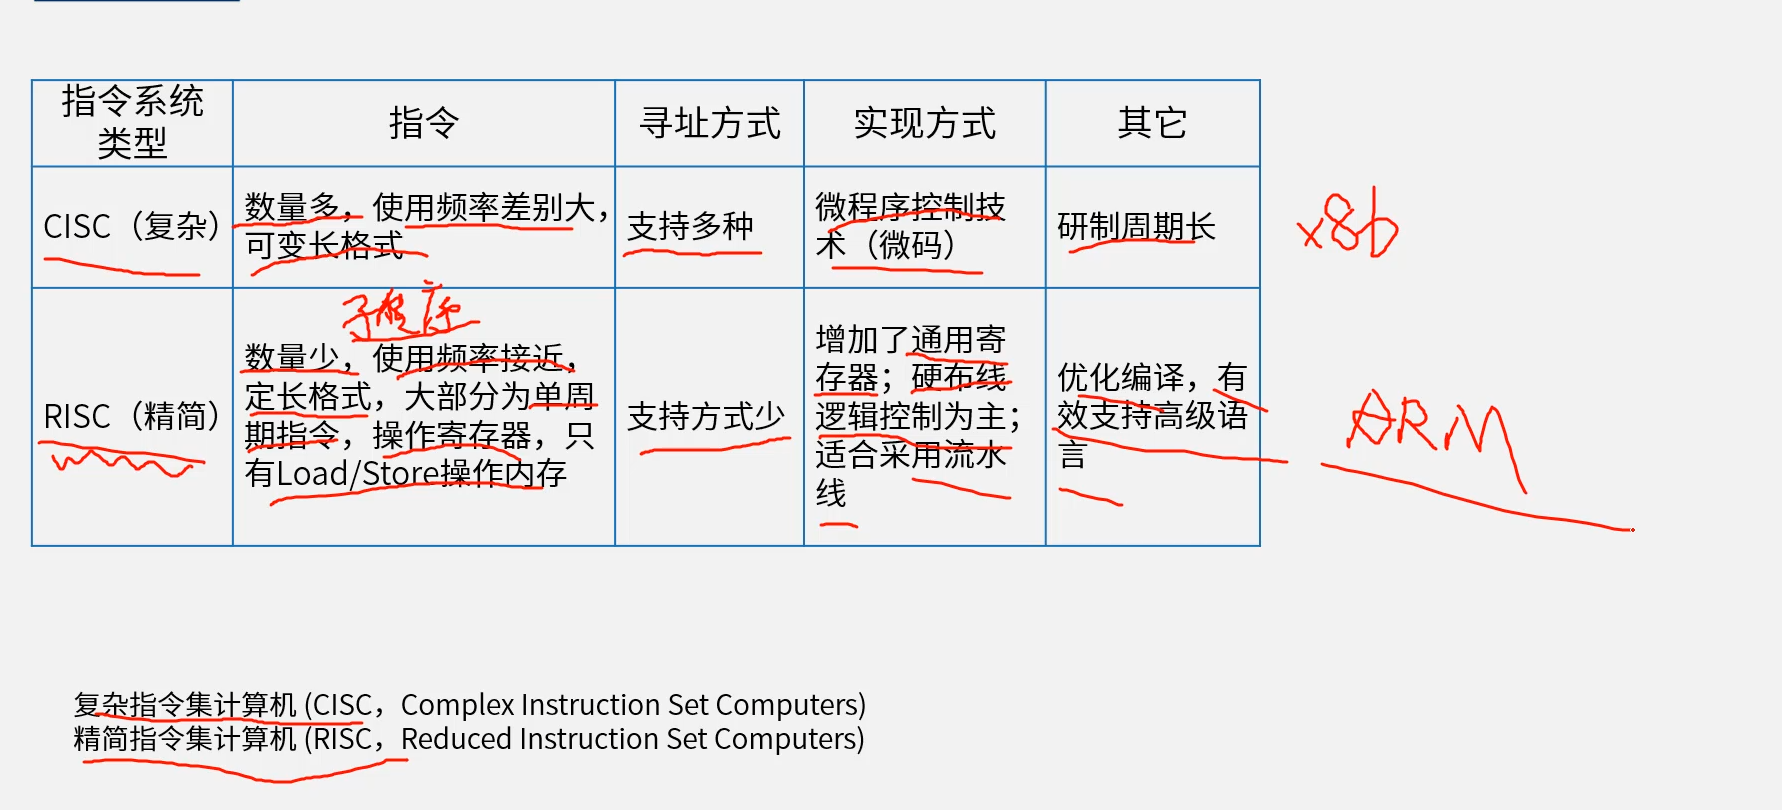 指令系统
类型
指令
寻址方式
实现方式
其它
CISC（复杂）
数量多，使用频率差别大，
可变长格式
支持多种
微程序控制技
术（微码）
研制周期长
x86
RISC（精简）
子程序
数量少，使用频率接近，
定长格式，大部分为单周
期指令，操作寄存器，只
有Load/Store操作内存
支持方式少
增加了通用寄
存器；硬布线
逻辑控制为主；
适合采用流水
线
优化编译，有
效支持高级语
言
ARM
复杂指令集计算机 (CISC，Complex Instruction Set Computers)
精简指令集计算机 (RISC，Reduced Instruction Set Computers)